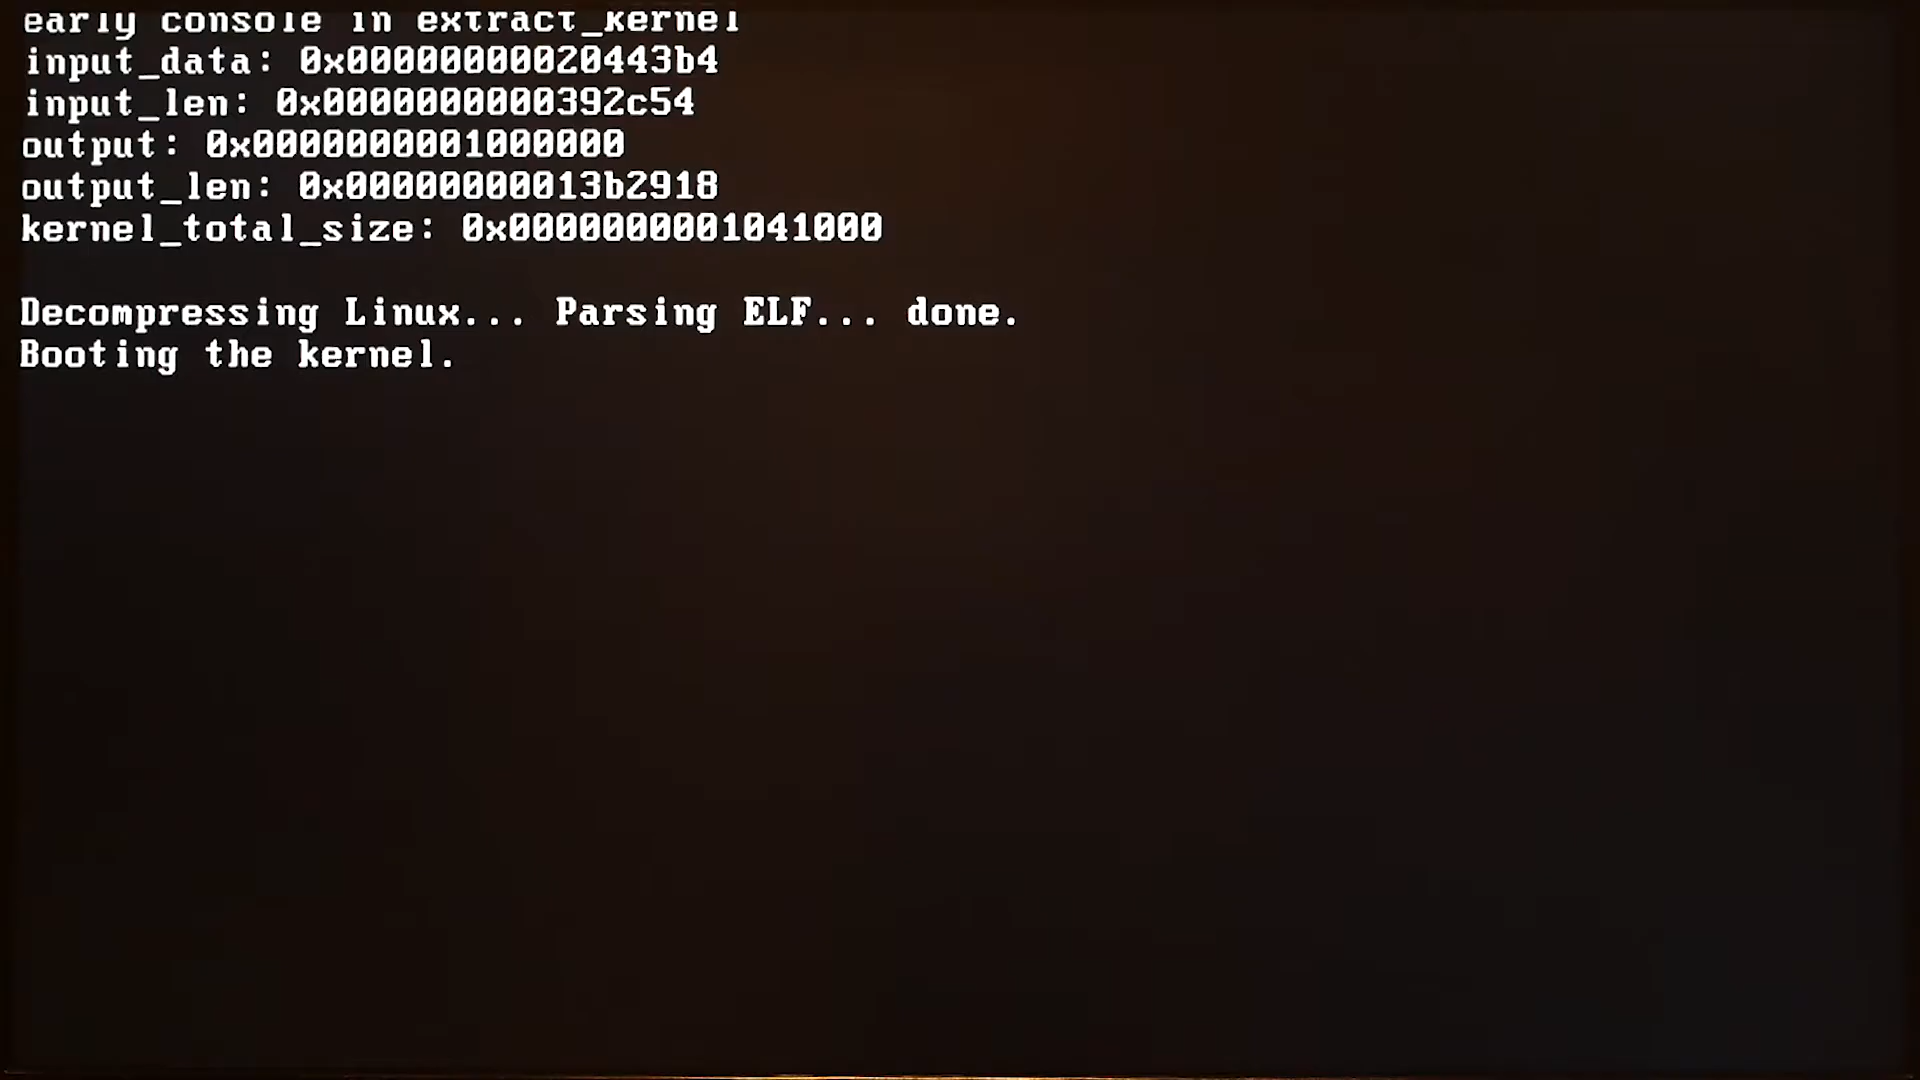 early console in extract_kernel
input_data: 0x00000000020443b4
input_len: 0x0000000000392c54
output: 0x0000000001000000
output_len: 0x00000000013b2918
kernel_total_size: 0x0000000001041000
Decompressing Linux... Parsing ELF... done.
Booting the kernel.